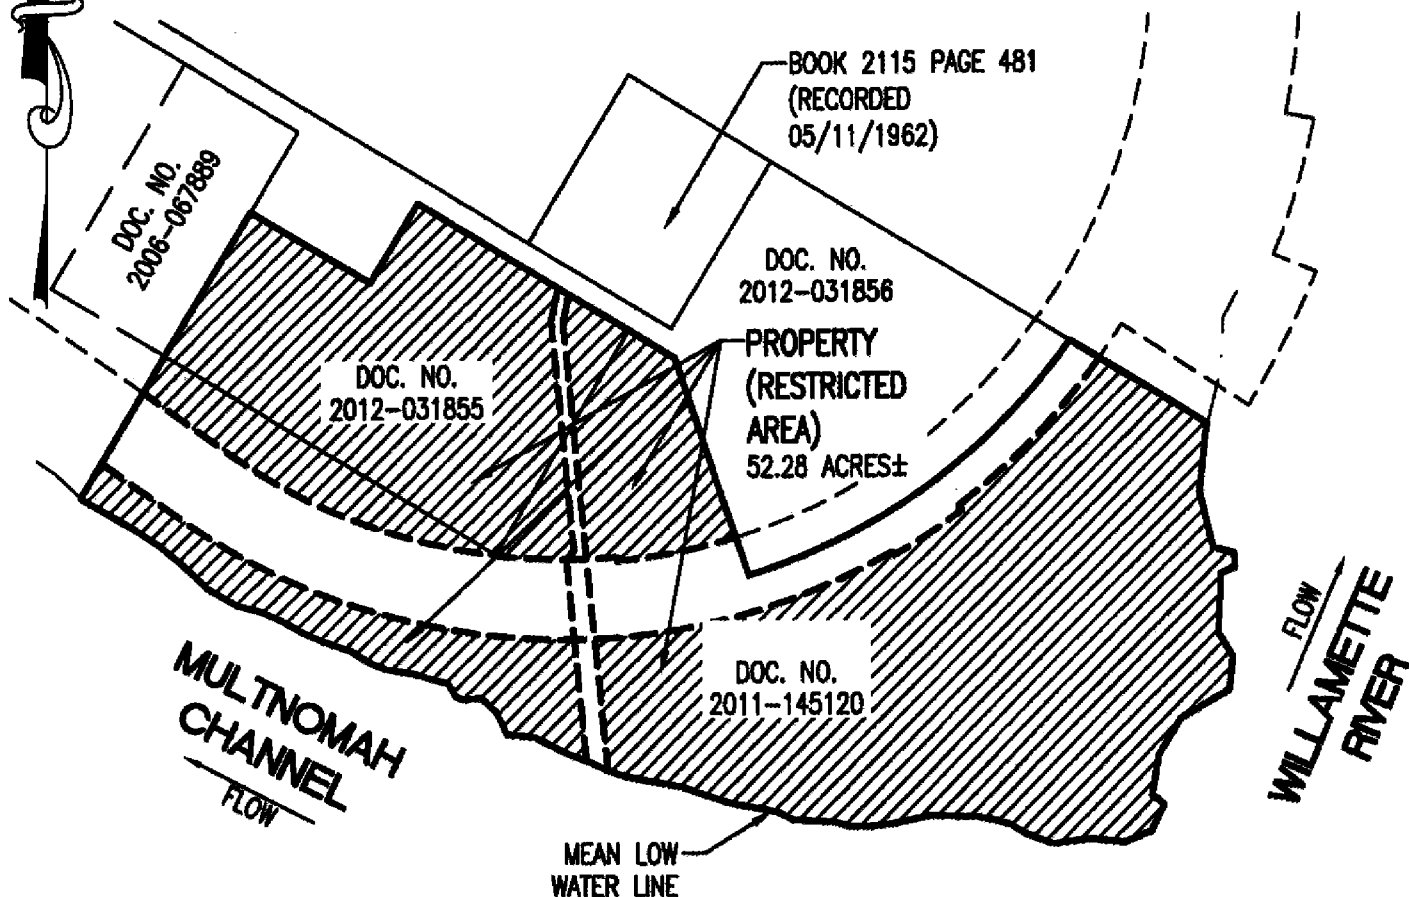 BOOK 2115 PAGE 481
(RECORDED
05/11/1962)
DOC. NO.
2006-067889
DOC. NO.
2012-031856
PROPERTY
(RESTRICTED
AREA)
52.28 ACRES±
DOC. NO.
2012-031855
DOC. NO.
2011-145120
MULTNOMAH
CHANNEL
FLOW
FLOW
WILLAMETTE
RIVER
MEAN LOW
WATER LINE